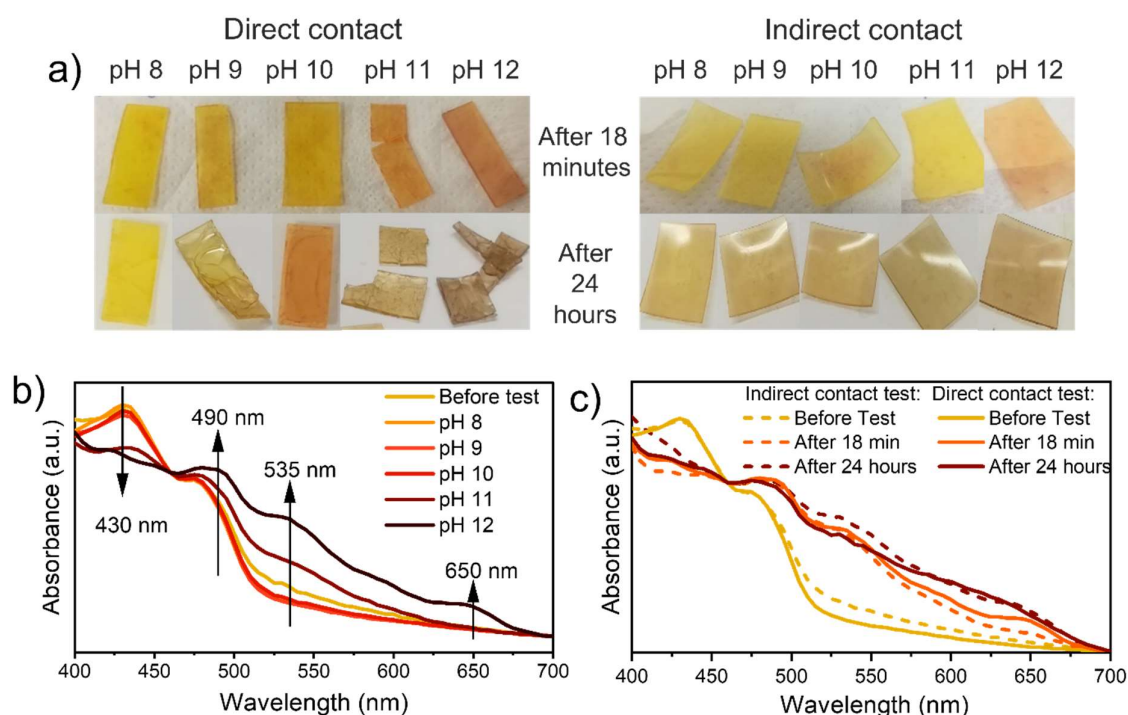 Direct contact
Indirect contact
a)
pH 8 pH 9 pH 10 pH 11 pH 12
pH 8 pH 9 pH 10 pH 11 pH 12
After 18
minutes
After
24
hours
b)
Absorbance (a.u.)
430 nm
490 nm
535 nm
650 nm
Before test
pH 8
pH 9
pH 10
pH 11
pH 12
400 450 500 550 600 650 700
Wavelength (nm)
c)
Absorbance (a.u.)
Indirect contact test: Direct contact test:
Before Test Before Test
After 18 min After 18 min
After 24 hours After 24 hours
400 450 500 550 600 650 700
Wavelength (nm)